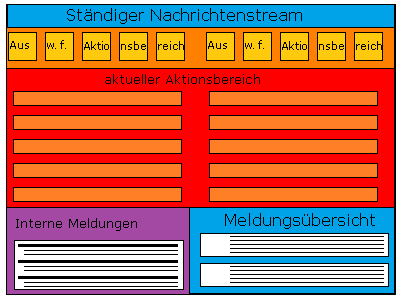 Ständiger Nachrichtenstream
Aus w. f. Aktio nsbe reich Aus w. f. Aktio nsbe reich
aktueller Aktionsbereich
Interne Meldungen
Meldungsübersicht